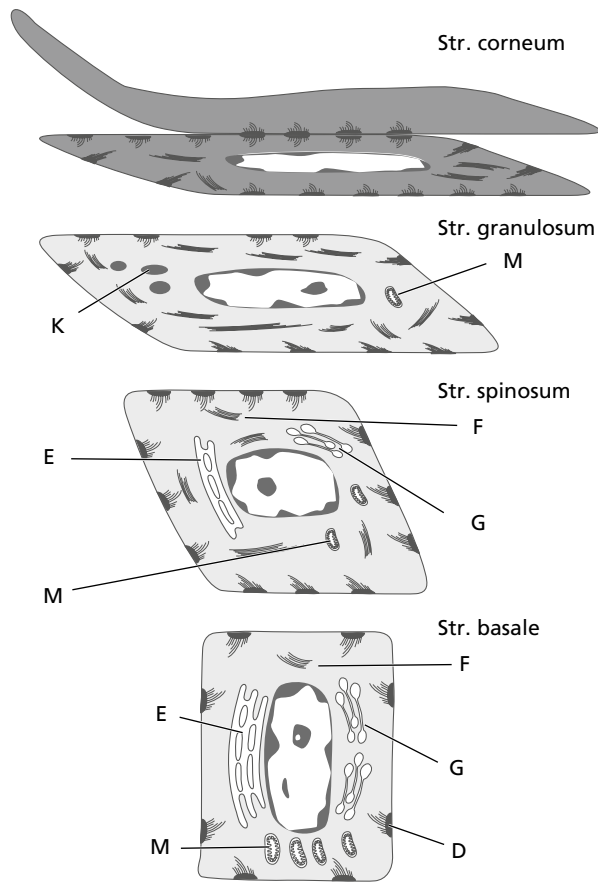 Str. corneum
Str. granulosum
M
K
Str. spinosum
F
E
G
M
Str. basale
F
E
G
M
D